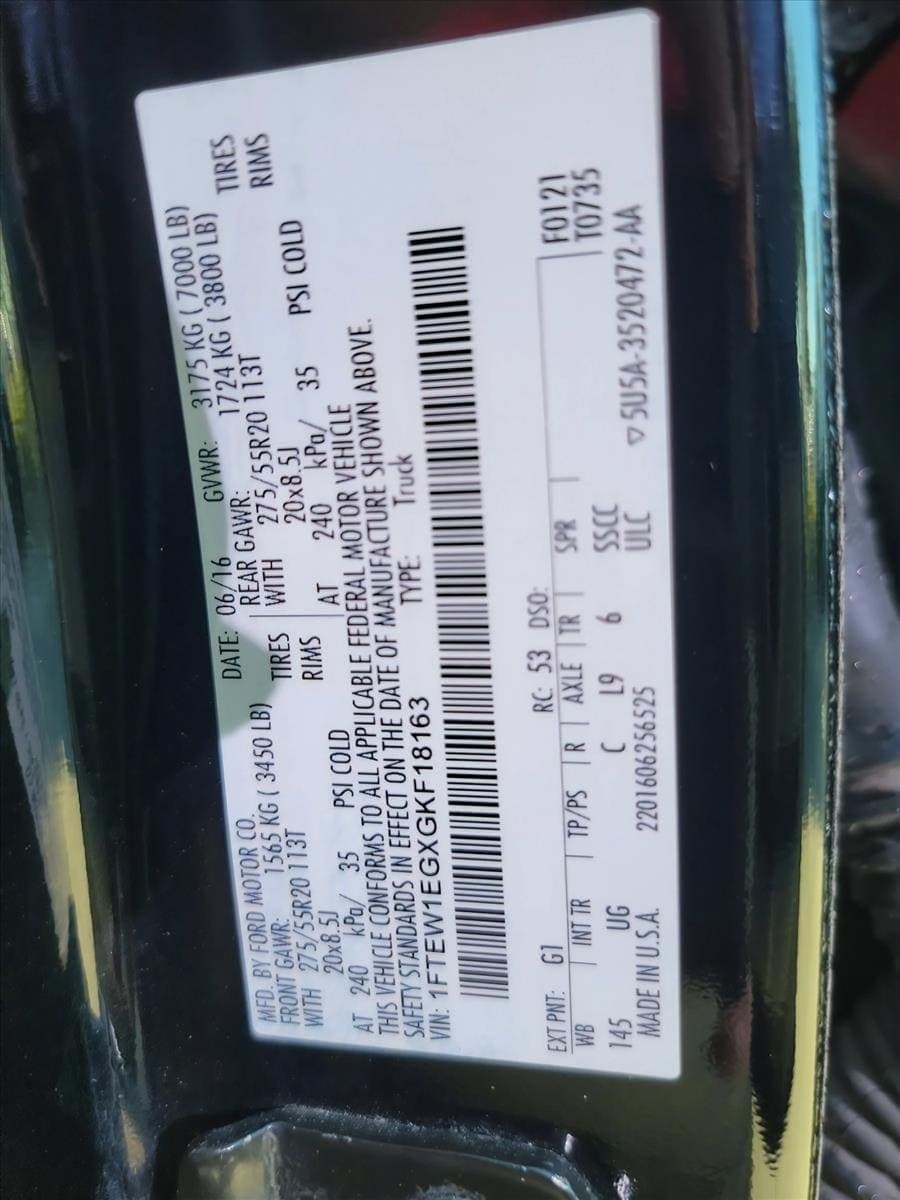 MFD. BY FORD MOTOR CO.
DATE: 06/16 GVWR: 3175 KG ( 7000 LB)
FRONT GAWR: 1565 KG ( 3450 LB) REAR GAWR: 1724 KG ( 3800 LB)
WITH 275/55R20 113T TIRES WITH 275/55R20 113T TIRES
20x8.5J RIMS 20x8.5J RIMS
AT 240 kPa/ 35 PSI COLD AT 240 kPa/ 35 PSI COLD
THIS VEHICLE CONFORMS TO ALL APPLICABLE FEDERAL MOTOR VEHICLE
SAFETY STANDARDS IN EFFECT ON THE DATE OF MANUFACTURE SHOWN ABOVE.
VIN: 1FTEW1EGXGKF18163 TYPE: Truck
EXT PNT: G1 RC: 53 DSO: F0121
WB INT TR TP/PS R AXLE TR SPR T0735
145 UG C L9 6 SSCC
MADE IN U.S.A. 2201606256525 ULC ▽5U5A-3520472-AA